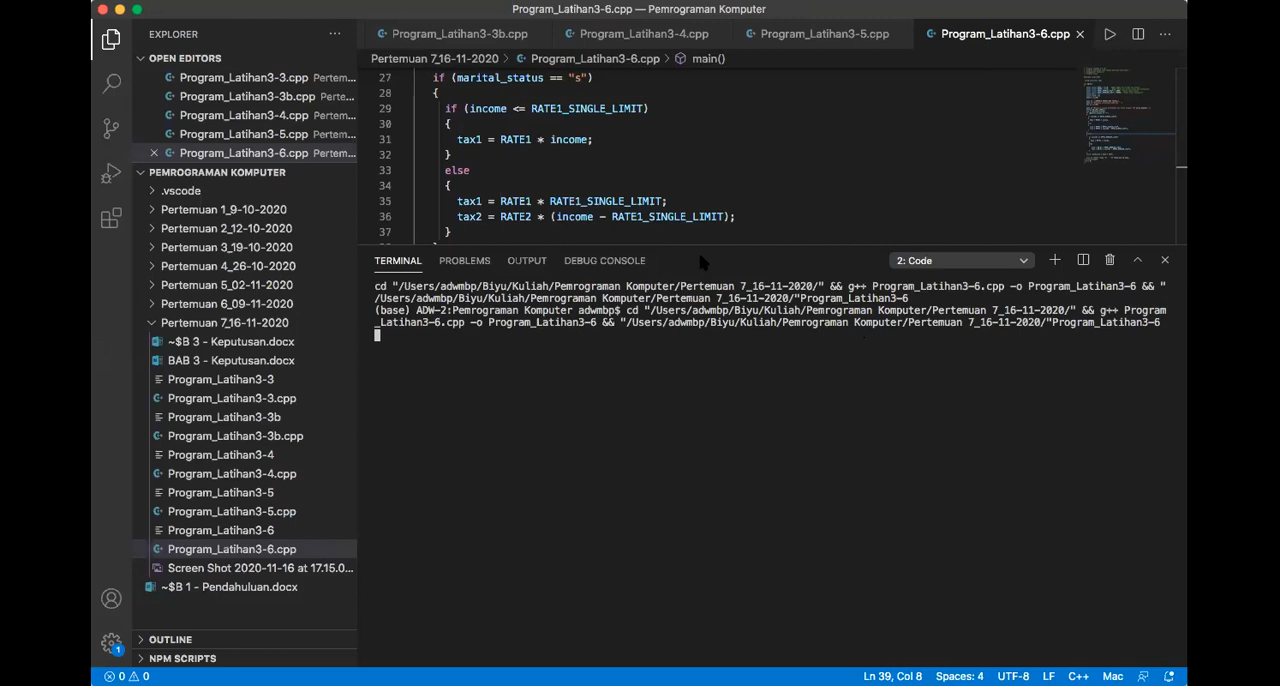 Program_Latihan3-6.cpp — Pemrograman Komputer
EXPLORER
OPEN EDITORS
Program_Latihan3-3.cpp Pertem...
Program_Latihan3-3b.cpp Pertem...
Program_Latihan3-4.cpp Pertem...
Program_Latihan3-5.cpp Pertem...
Program_Latihan3-6.cpp Pertem...
PEMROGRAMAN KOMPUTER
.vscode
Pertemuan 1_9-10-2020
Pertemuan 2_12-10-2020
Pertemuan 3_19-10-2020
Pertemuan 4_26-10-2020
Pertemuan 5_02-11-2020
Pertemuan 6_09-11-2020
Pertemuan 7_16-11-2020
~$B 3 - Keputusan.docx
BAB 3 - Keputusan.docx
Program_Latihan3-3
Program_Latihan3-3.cpp
Program_Latihan3-3b
Program_Latihan3-3b.cpp
Program_Latihan3-4
Program_Latihan3-4.cpp
Program_Latihan3-5
Program_Latihan3-5.cpp
Program_Latihan3-6
Program_Latihan3-6.cpp
Screen Shot 2020-11-16 at 17.15.0...
~$B 1 - Pendahuluan.docx
OUTLINE
NPM SCRIPTS
Program_Latihan3-3b.cpp Program_Latihan3-4.cpp Program_Latihan3-5.cpp Program_Latihan3-6.cpp
Pertemuan 7_16-11-2020 > Program_Latihan3-6.cpp > main()
27 if (marital_status == "s")
28 {
29 if (income <= RATE1_SINGLE_LIMIT)
30 {
31 tax1 = RATE1 * income;
32 }
33 else
34 {
35 tax1 = RATE1 * RATE1_SINGLE_LIMIT;
36 tax2 = RATE2 * (income - RATE1_SINGLE_LIMIT);
37 }
TERMINAL PROBLEMS OUTPUT DEBUG CONSOLE 2: Code
cd "/Users/adwmbp/Biyu/Kuliah/Pemrograman Komputer/Pertemuan 7_16-11-2020/" && g++ Program_Latihan3-6.cpp -o Program_Latihan3-6 && "
/Users/adwmbp/Biyu/Kuliah/Pemrograman Komputer/Pertemuan 7_16-11-2020/"Program_Latihan3-6
(base) ADW-2:Pemrograman Komputer adwmbp$ cd "/Users/adwmbp/Biyu/Kuliah/Pemrograman Komputer/Pertemuan 7_16-11-2020/" && g++ Program
_Latihan3-6.cpp -o Program_Latihan3-6 && "/Users/adwmbp/Biyu/Kuliah/Pemrograman Komputer/Pertemuan 7_16-11-2020/"Program_Latihan3-6
1
0 0
Ln 39, Col 8 Spaces: 4 UTF-8 LF C++ Mac